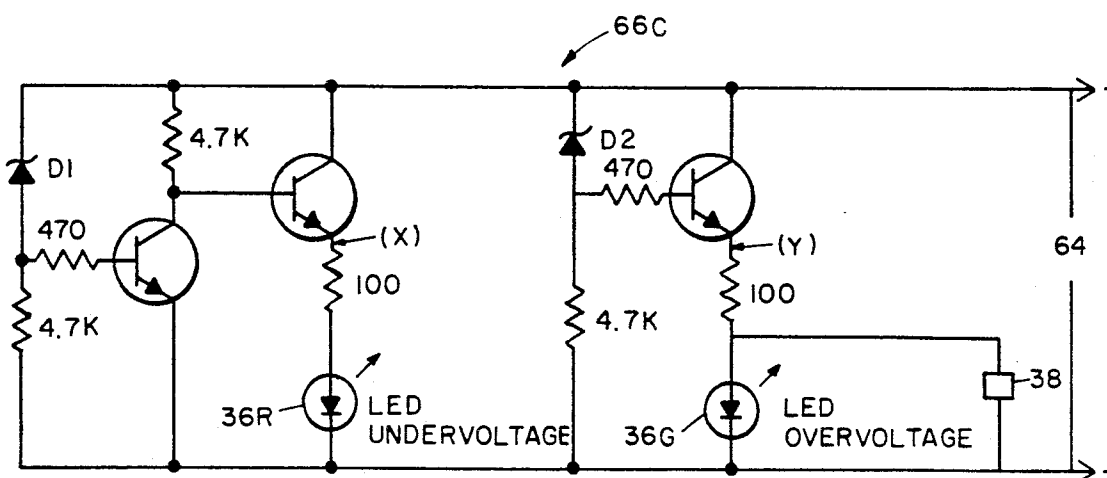 66C
4.7K
D1
470
4.7K
(X)
100
36R
LED
UNDERVOLTAGE
D2
470
4.7K
(Y)
100
36G
LED
OVERVOLTAGE
38
64